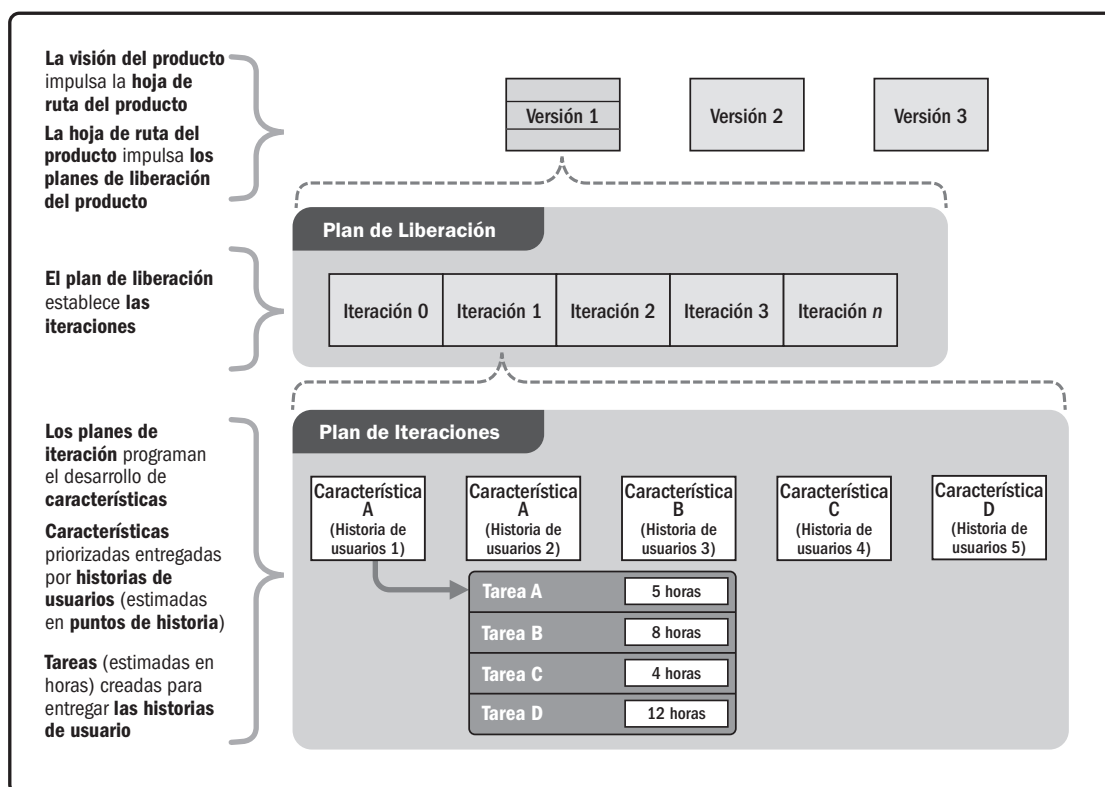 La visión del producto
impulsa la hoja de
ruta del producto
La hoja de ruta del
producto impulsa los
planes de liberación
del producto
Versión 1
Versión 2
Versión 3
Plan de Liberación
El plan de liberación
establece las
iteraciones
Iteración 0
Iteración 1
Iteración 2
Iteración 3
Iteración n
Los planes de
iteración programan
el desarrollo de
características
Características
priorizadas entregadas
por historias de
usuarios (estimadas
en puntos de historia)
Tareas (estimadas en
horas) creadas para
entregar las historias
de usuario
Plan de Iteraciones
Característica
A
(Historia de
usuarios 1)
Característica
A
(Historia de
usuarios 2)
Característica
B
(Historia de
usuarios 3)
Característica
C
(Historia de
usuarios 4)
Característica
D
(Historia de
usuarios 5)
Tarea A
5 horas
Tarea B
8 horas
Tarea C
4 horas
Tarea D
12 horas